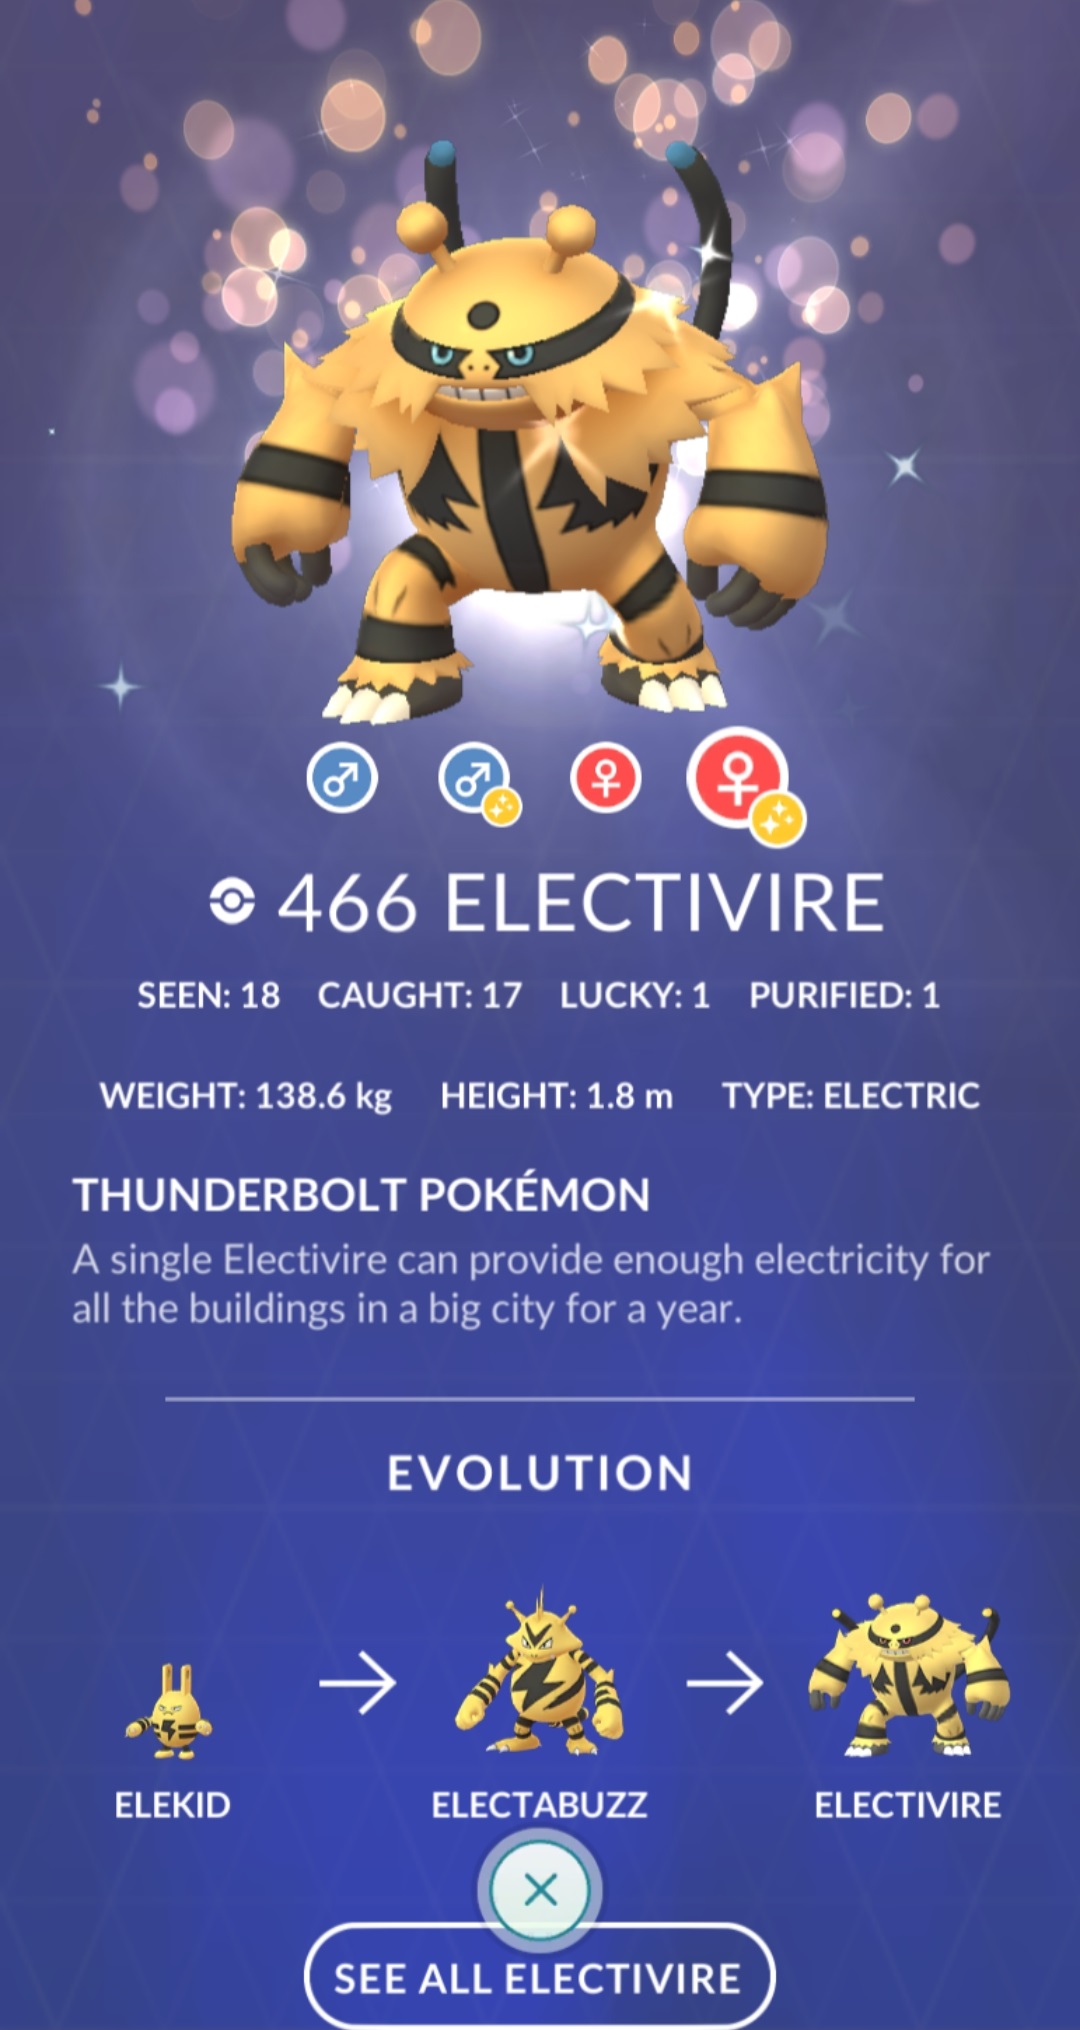 466 ELECTIVIRE
SEEN: 18 CAUGHT: 17 LUCKY: 1 PURIFIED: 1
WEIGHT: 138.6 kg HEIGHT: 1.8 m TYPE: ELECTRIC
THUNDERBOLT POKÉMON
A single Electivire can provide enough electricity for
all the buildings in a big city for a year.
EVOLUTION
ELEKID ELECTABUZZ ELECTIVIRE
SEE ALL ELECTIVIRE